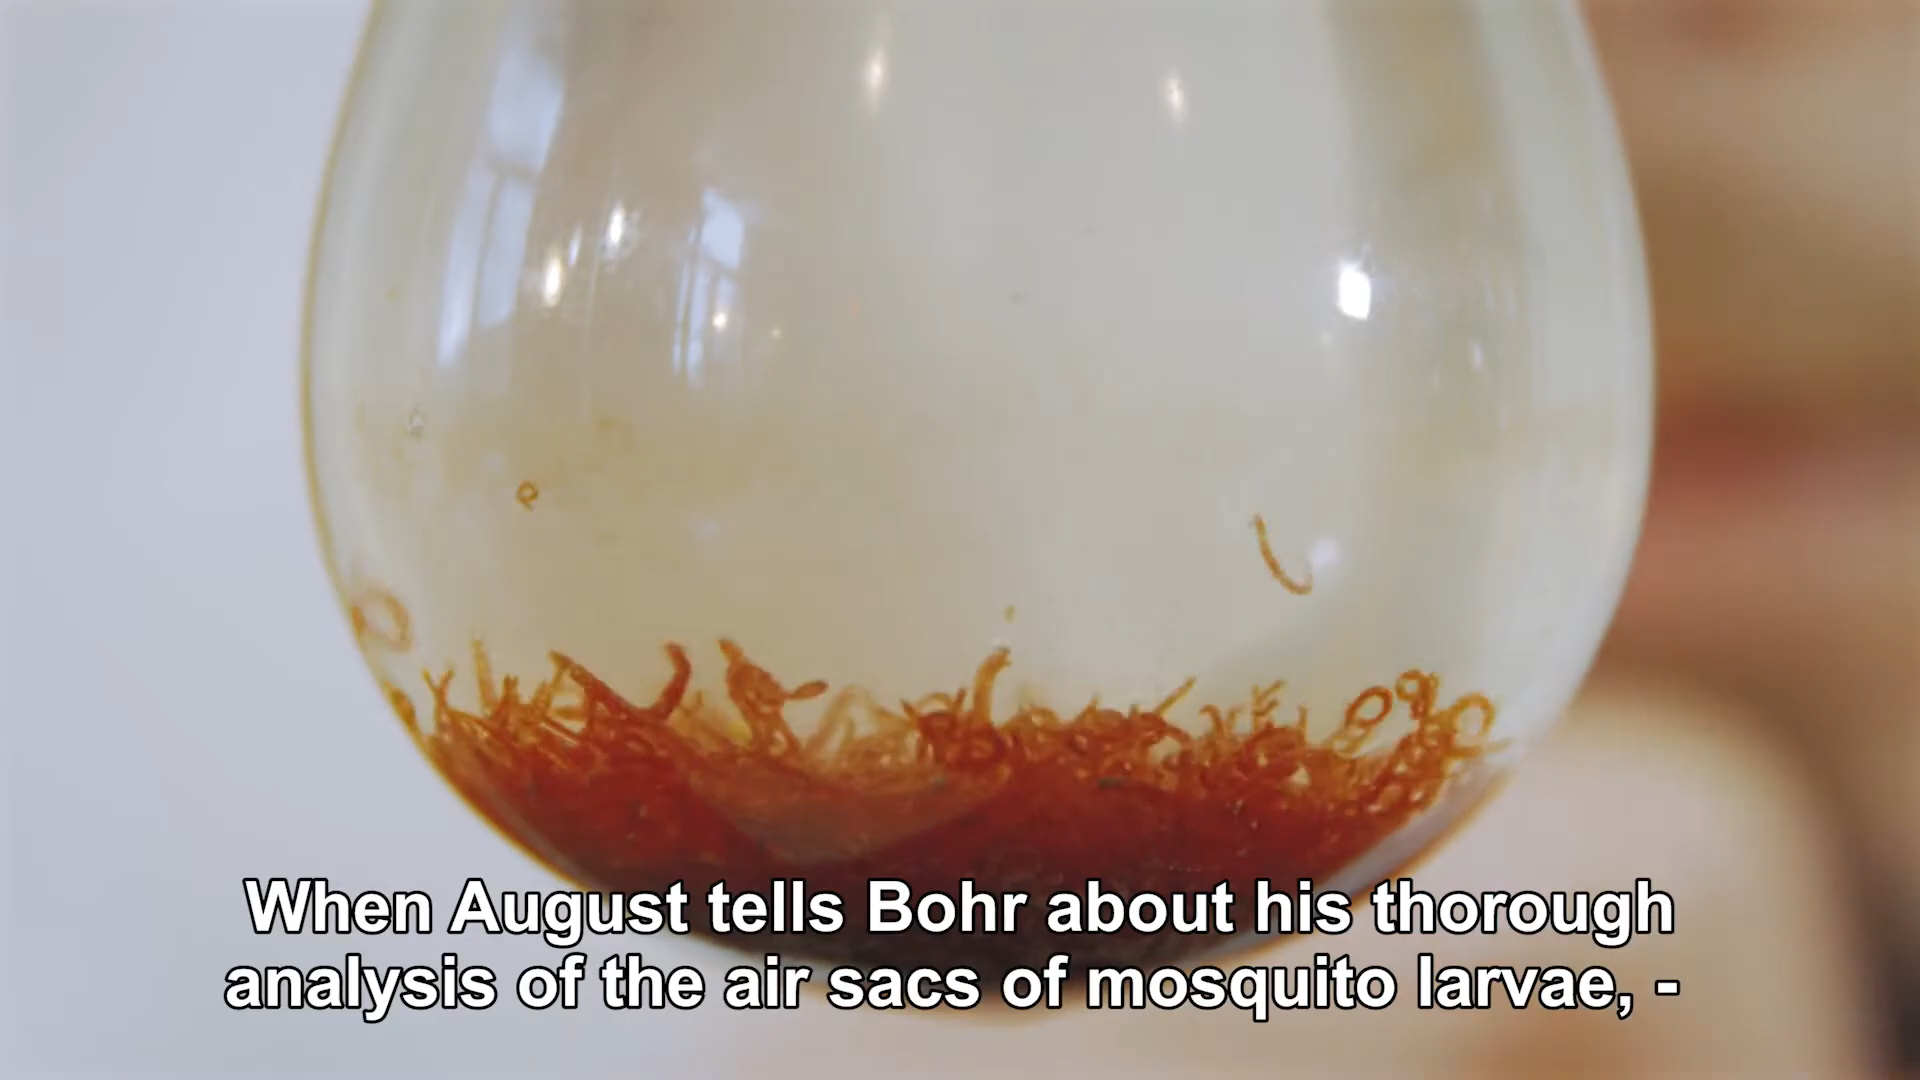 When August tells Bohr about his thorough
analysis of the air sacs of mosquito larvae, -